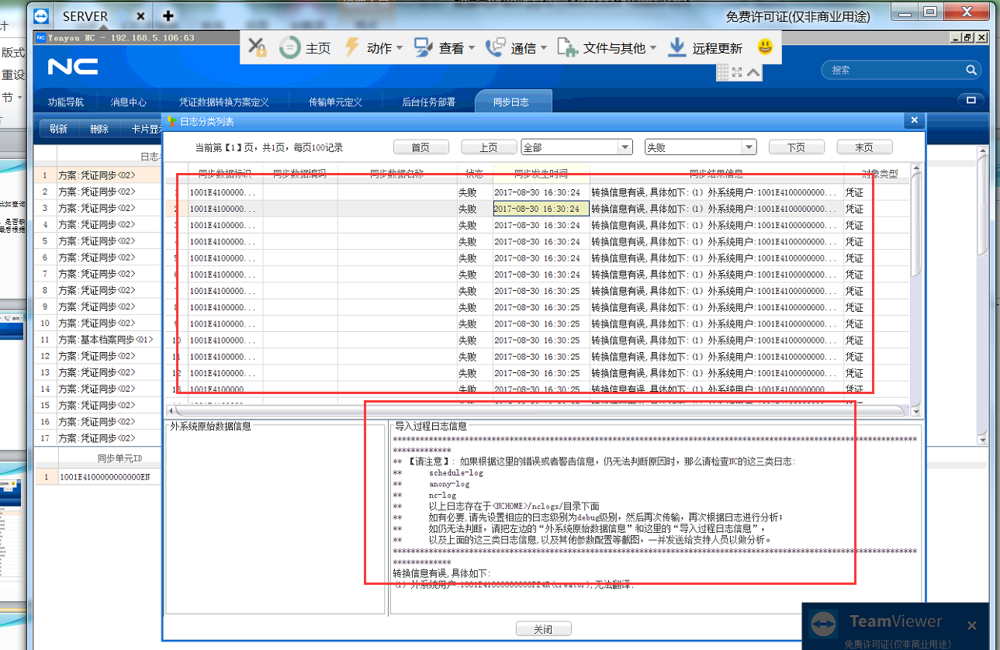 SERVER
免费许可证(仅非商业用途)
Yonyou NC - 192.168.5.106:63
主页 动作 查看 通信 文件与其他 远程更新
版式
重设
节
NC
搜索
功能导航 消息中心 凭证数据转换方案定义 传输单元定义 后台任务部署 同步日志
刷新 删除 卡片显
日志分类列表
当前第【1】页，共1页，每页100记录 首页 上页 全部 失败 下页 末页
日志
同步数据标识 同步数据编码 同步数据名称 状态 同步发生时间 同步结果信息 对象类型
1 方案:凭证同步<02>
2 方案:凭证同步<02>
3 方案:凭证同步<02>
4 方案:凭证同步<02>
5 方案:凭证同步<02>
6 方案:凭证同步<02>
7 方案:凭证同步<02>
8 方案:凭证同步<02>
9 方案:凭证同步<02>
10 方案:凭证同步<02>
11 方案:基本档案同步<01>
12 方案:凭证同步<02>
13 方案:凭证同步<02>
14 方案:凭证同步<02>
15 方案:凭证同步<02>
16 方案:凭证同步<02>
17 方案:凭证同步<02>
同步单元ID
1 1001E4100000000000EN
1 1001E4100000... 失败 2017-08-30 16:30:24 转换信息有误,具体如下:(1) 外系统用户:1001E4100000000... 凭证
2 1001E4100000... 失败 2017-08-30 16:30:24 转换信息有误,具体如下:(1) 外系统用户:1001E4100000000... 凭证
3 1001E4100000... 失败 2017-08-30 16:30:24 转换信息有误,具体如下:(1) 外系统用户:1001E4100000000... 凭证
4 1001E4100000... 失败 2017-08-30 16:30:24 转换信息有误,具体如下:(1) 外系统用户:1001E4100000000... 凭证
5 1001E4100000... 失败 2017-08-30 16:30:24 转换信息有误,具体如下:(1) 外系统用户:1001E4100000000... 凭证
6 1001E4100000... 失败 2017-08-30 16:30:24 转换信息有误,具体如下:(1) 外系统用户:1001E4100000000... 凭证
7 1001E4100000... 失败 2017-08-30 16:30:25 转换信息有误,具体如下:(1) 外系统用户:1001E4100000000... 凭证
8 1001E4100000... 失败 2017-08-30 16:30:25 转换信息有误,具体如下:(1) 外系统用户:1001E4100000000... 凭证
9 1001E4100000... 失败 2017-08-30 16:30:25 转换信息有误,具体如下:(1) 外系统用户:1001E4100000000... 凭证
10 1001E4100000... 失败 2017-08-30 16:30:25 转换信息有误,具体如下:(1) 外系统用户:1001E4100000000... 凭证
11 1001E4100000... 失败 2017-08-30 16:30:25 转换信息有误,具体如下:(1) 外系统用户:1001E4100000000... 凭证
12 1001E4100000... 失败 2017-08-30 16:30:25 转换信息有误,具体如下:(1) 外系统用户:1001E4100000000... 凭证
13 1001E4100000 失败 2017-08-30 16:30:25 转换信息有误,具体如下:(1) 外系统用户:1001E4100000000 凭证
外系统原始数据信息
导入过程日志信息
** 【请注意】：如果根据这里的错误或者警告信息，仍无法判断原因时，那么请检查NC的这三类日志:
** schedule-log
** anony-log
** nc-log
** 以上日志存在于<NCHOME>/nclogs/目录下面
** 如有必要,请先设置相应的日志级别为debug级别，然后再次传输，再次根据日志进行分析；
** 如仍无法判断，请把左边的“外系统原始数据信息”和这里的“导入过程日志信息”，
** 以及上面的这三类日志信息,以及其他参数配置等截图，一并发送给支持人员以做分析。
转换信息有误,具体如下:
关闭
TeamViewer
免费许可证(仅非商业用途)